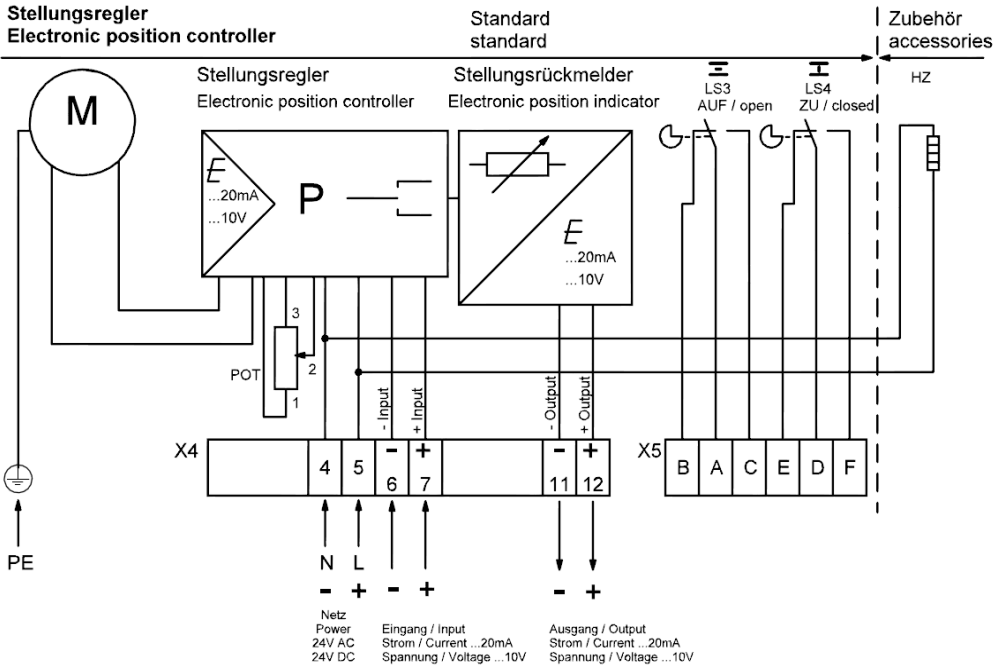 Stellungsregler
Electronic position controller
Standard
standard
Zubehör
accessories
Stellungsregler
Electronic position controller
Stellungsrückmelder
Electronic position indicator
LS3
AUF / open
LS4
ZU / closed
HZ
M
E
...20mA
...10V
P
E
...20mA
...10V
3
2
1
POT
- Input
+ Input
- Output
+ Output
X4
4
5
- 6
+ 7
- 11
+ 12
X5
B A C E D F
PE
N L
- + - + - +
Netz
Power
24V AC
24V DC
Eingang / Input
Strom / Current ...20mA
Spannung / Voltage ...10V
Ausgang / Output
Strom / Current ...20mA
Spannung / Voltage ...10V